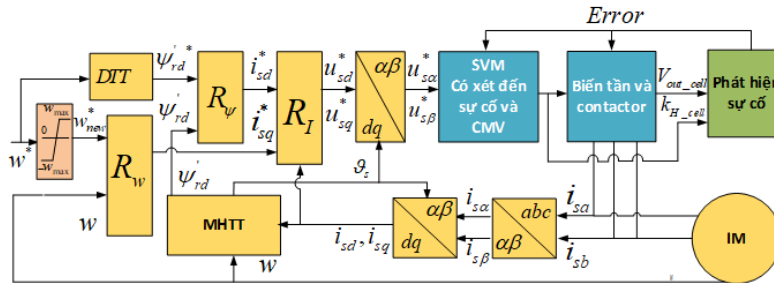 Error
DTT
ψ'rd*
Rψ
i*sd
RI
u*sd
u*sq
αβ
dq
u*sα
u*sβ
SVM
Có xét đến
sự cố và
CMV
Biến tần và
contactor
Vout_cell
kH_cell
Phát hiện
sự cố
wmax
0
-wmax
w*new
w*
Rw
ψ'rd
i*sq
ψ'rd
ϑs
w
MHTT
isd, isq
αβ
dq
isα
isβ
abc
αβ
isa
isb
IM
w